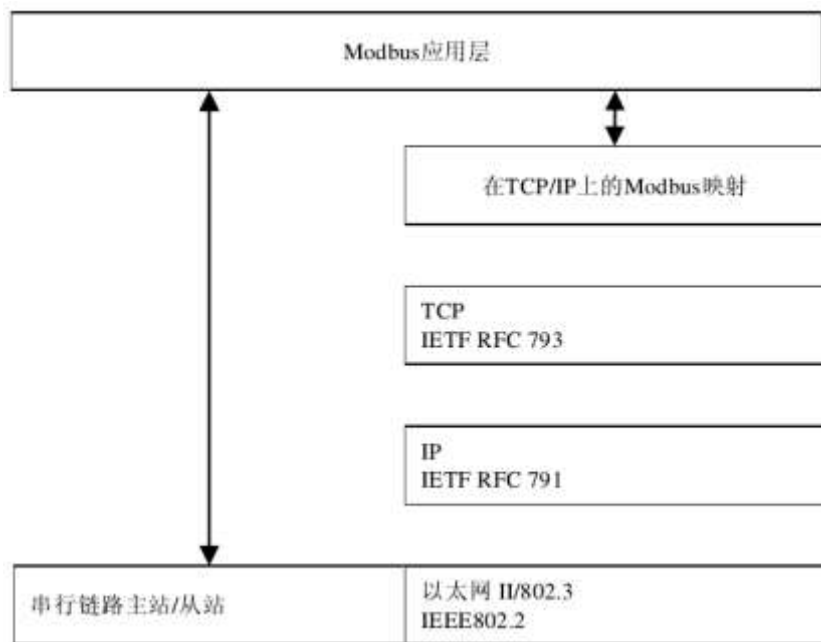 Modbus应用层
在TCP/IP上的Modbus映射
TCP
IETF RFC 793
IP
IETF RFC 791
串行链路主站/从站
以太网 II/802.3
IEEE802.2